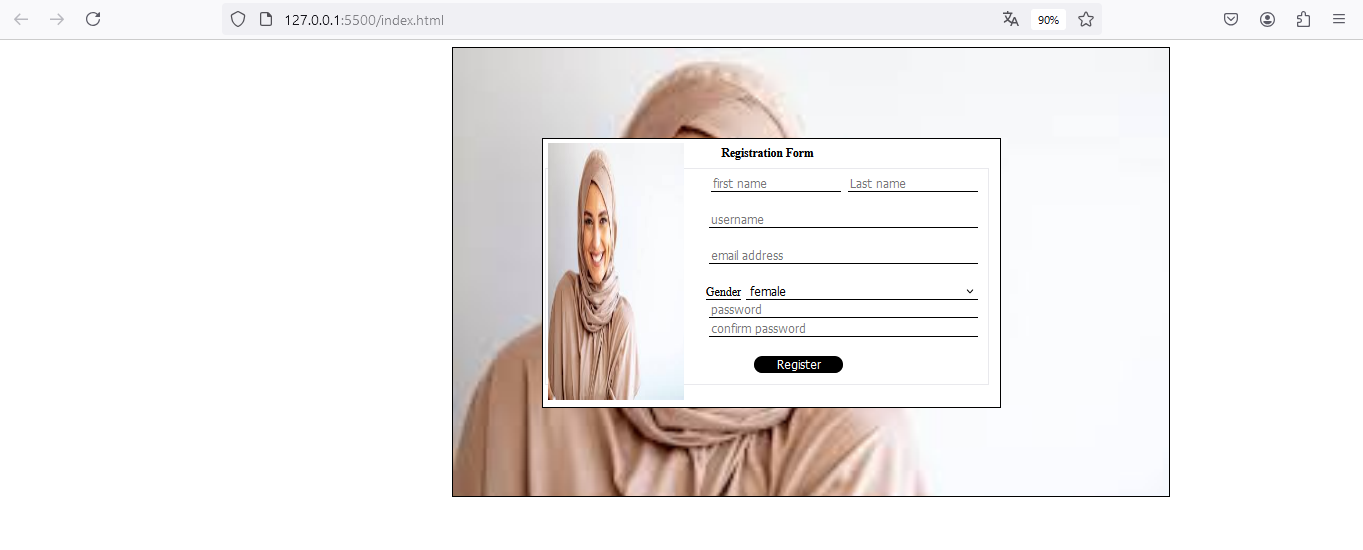 127.0.0.1:5500/index.html
90%
Registration Form
first name Last name
username
email address
Gender female
password
confirm password
Register